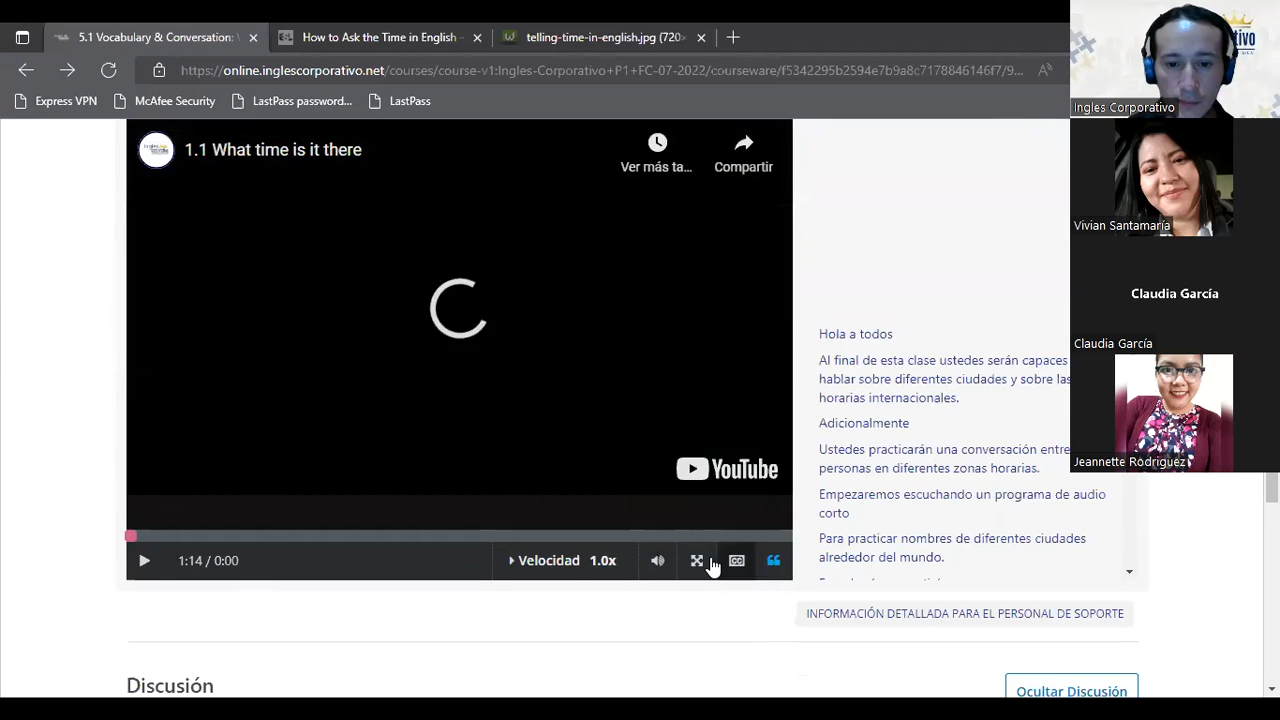 5.1 Vocabulary & Conversation: \
How to Ask the Time in English -
telling-time-in-english.jpg (720×
https://online.inglescorporativo.net/courses/course-v1:Ingles-Corporativo+P1+FC-07-2022/courseware/f5342295b2594e7b9a8c7178846146f7/9...
Express VPN
McAfee Security
LastPass password...
LastPass
1.1 What time is it there
Ver más ta...
Compartir
YouTube
1:14 / 0:00
Velocidad 1.0x
Hola a todos
Al final de esta clase ustedes serán capaces
hablar sobre diferentes ciudades y sobre las
horarias internacionales.
Adicionalmente
Ustedes practicarán una conversación entre
personas en diferentes zonas horarias.
Empezaremos escuchando un programa de audio
corto
Para practicar nombres de diferentes ciudades
alrededor del mundo.
INFORMACIÓN DETALLADA PARA EL PERSONAL DE SOPORTE
Discusión
Ocultar Discusión
Ingles Corporativo
Vivian Santamaría
Claudia García
Claudia García
Jeannette Rodriguez